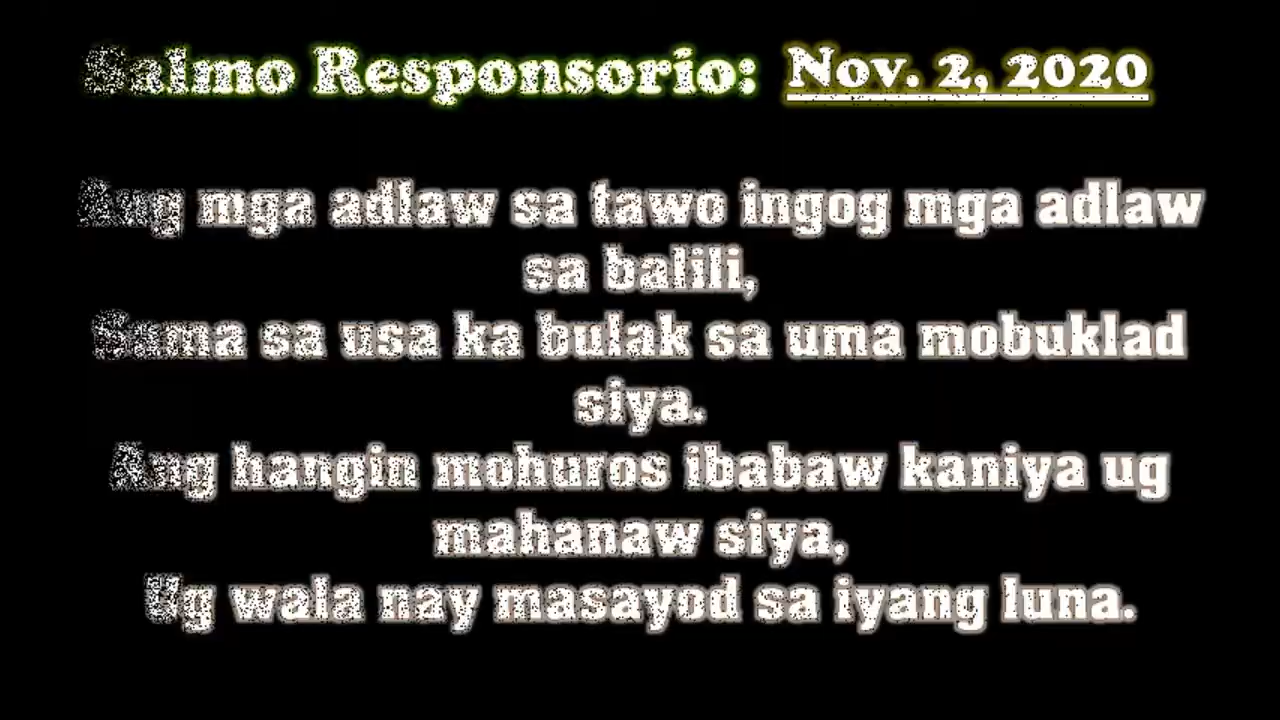 Salmo Responsorio: Nov. 2, 2020
Ang mga adlaw sa tawo ingog mga adlaw
sa balili,
Sama sa usa ka bulak sa uma mobuklad
siya.
Ang hangin mohuros ibabaw kaniya ug
mahanaw siya,
Ug wala nay masayod sa iyang luna.